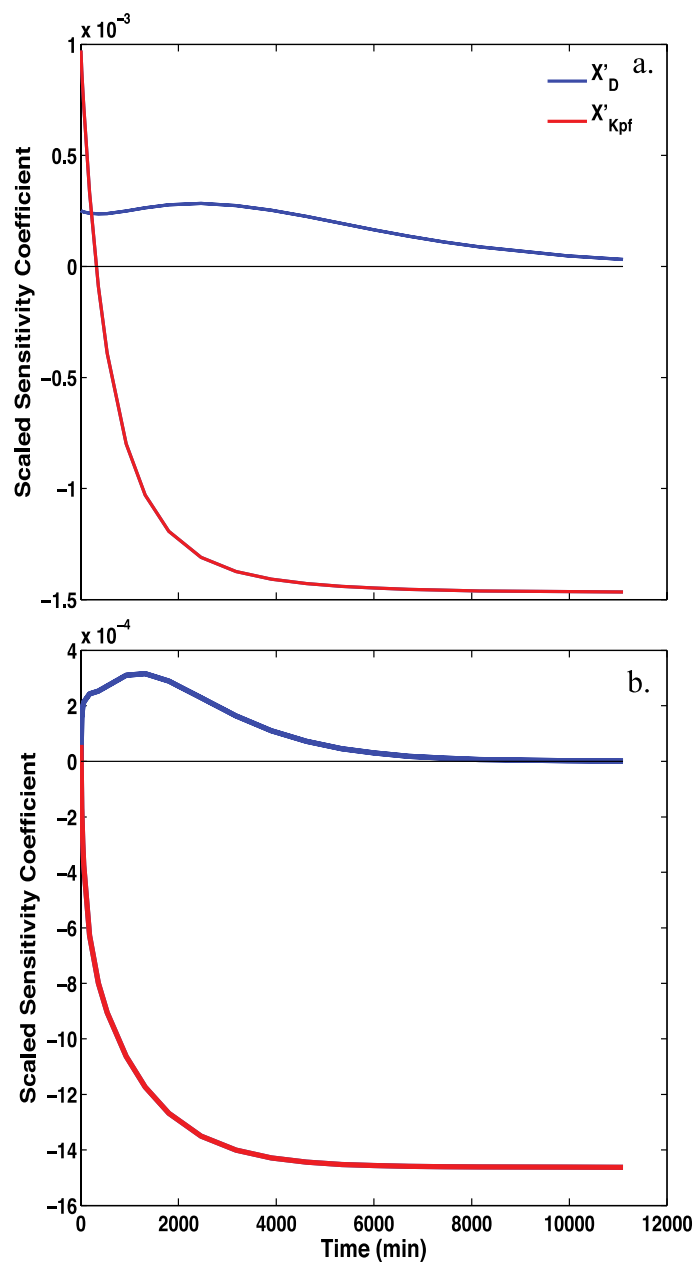 x 10⁻³
a.
X'D
X'Kpf
1
0.5
0
−0.5
−1
−1.5
Scaled Sensitivity Coefficient
x 10⁻⁴
b.
4
2
0
−2
−4
−6
−8
−10
−12
−14
−16
Scaled Sensitivity Coefficient
0 2000 4000 6000 8000 10000 12000
Time (min)